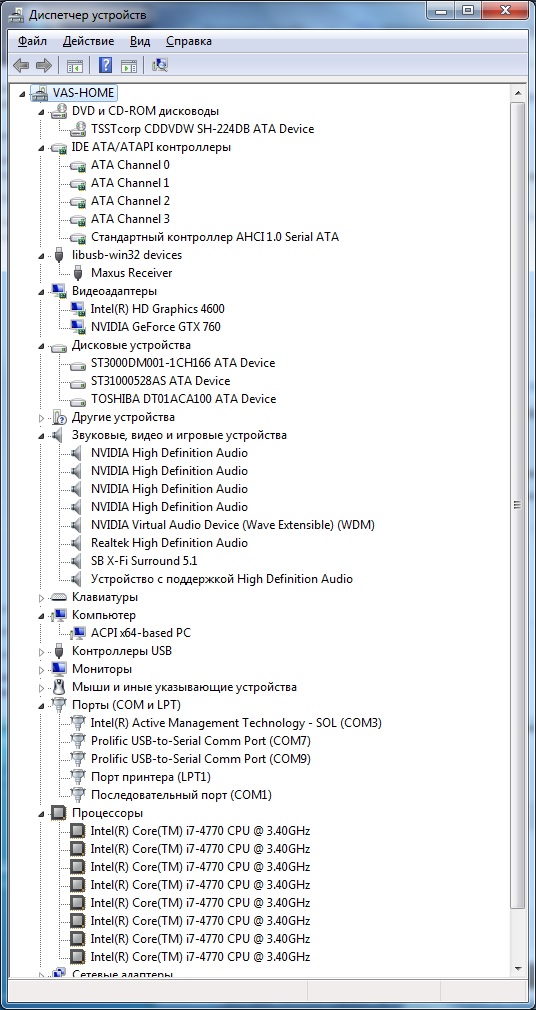 Диспетчер устройств
Файл Действие Вид Справка
VAS-HOME
DVD и CD-ROM дисководы
TSSTcorp CDDVDW SH-224DB ATA Device
IDE ATA/ATAPI контроллеры
ATA Channel 0
ATA Channel 1
ATA Channel 2
ATA Channel 3
Стандартный контроллер AHCI 1.0 Serial ATA
libusb-win32 devices
Maxus Receiver
Видеоадаптеры
Intel(R) HD Graphics 4600
NVIDIA GeForce GTX 760
Дисковые устройства
ST3000DM001-1CH166 ATA Device
ST31000528AS ATA Device
TOSHIBA DT01ACA100 ATA Device
Другие устройства
Звуковые, видео и игровые устройства
NVIDIA High Definition Audio
NVIDIA High Definition Audio
NVIDIA High Definition Audio
NVIDIA High Definition Audio
NVIDIA Virtual Audio Device (Wave Extensible) (WDM)
Realtek High Definition Audio
SB X-Fi Surround 5.1
Устройство с поддержкой High Definition Audio
Клавиатуры
Компьютер
ACPI x64-based PC
Контроллеры USB
Мониторы
Мыши и иные указывающие устройства
Порты (COM и LPT)
Intel(R) Active Management Technology - SOL (COM3)
Prolific USB-to-Serial Comm Port (COM7)
Prolific USB-to-Serial Comm Port (COM9)
Порт принтера (LPT1)
Последовательный порт (COM1)
Процессоры
Intel(R) Core(TM) i7-4770 CPU @ 3.40GHz
Intel(R) Core(TM) i7-4770 CPU @ 3.40GHz
Intel(R) Core(TM) i7-4770 CPU @ 3.40GHz
Intel(R) Core(TM) i7-4770 CPU @ 3.40GHz
Intel(R) Core(TM) i7-4770 CPU @ 3.40GHz
Intel(R) Core(TM) i7-4770 CPU @ 3.40GHz
Intel(R) Core(TM) i7-4770 CPU @ 3.40GHz
Intel(R) Core(TM) i7-4770 CPU @ 3.40GHz
Сетевые адаптеры